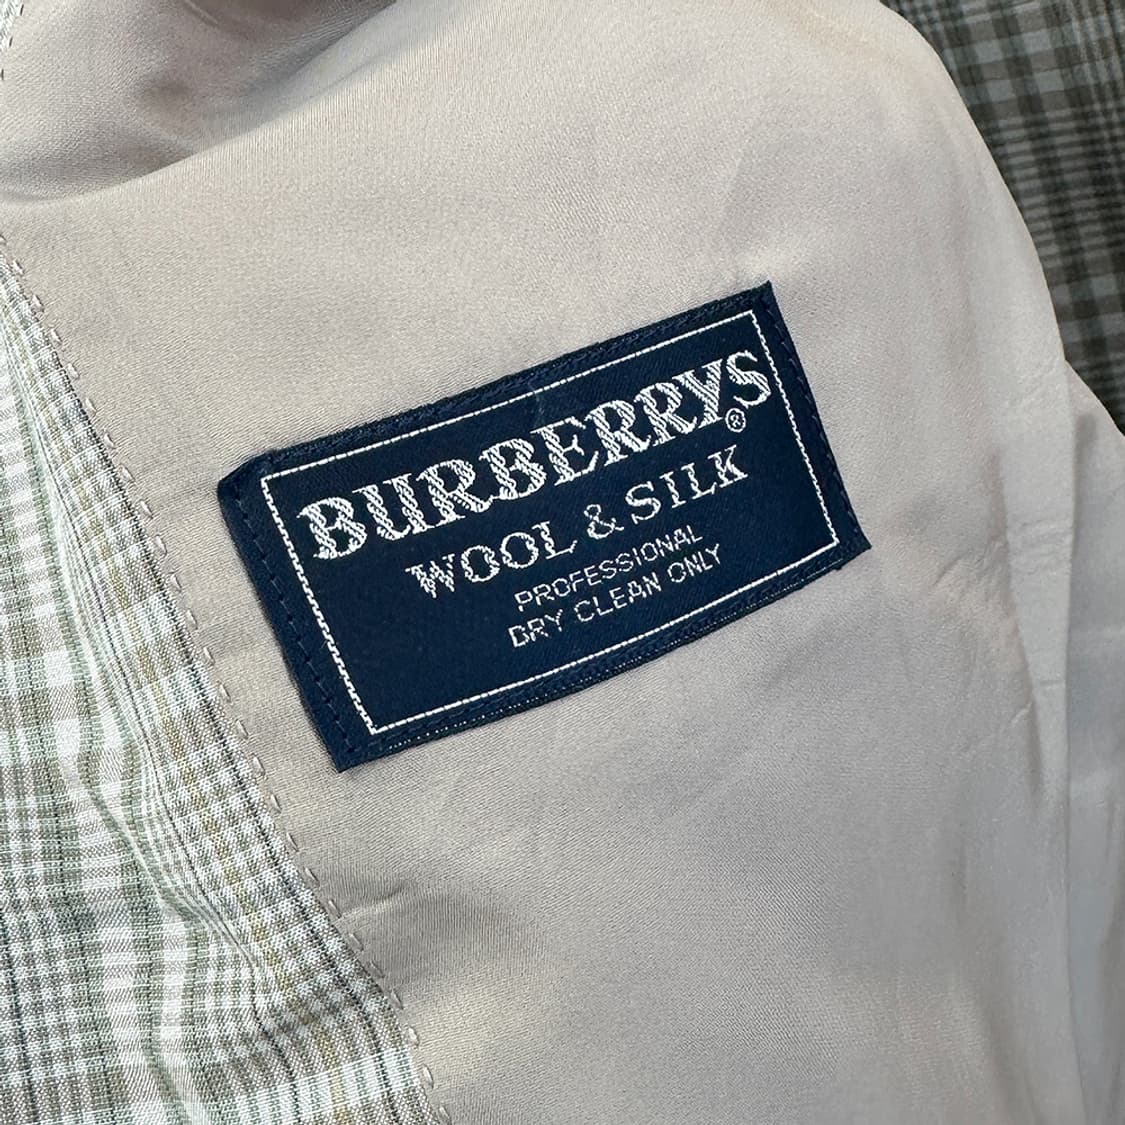 BURBERRYS®
WOOL & SILK
PROFESSIONAL
DRY CLEAN ONLY